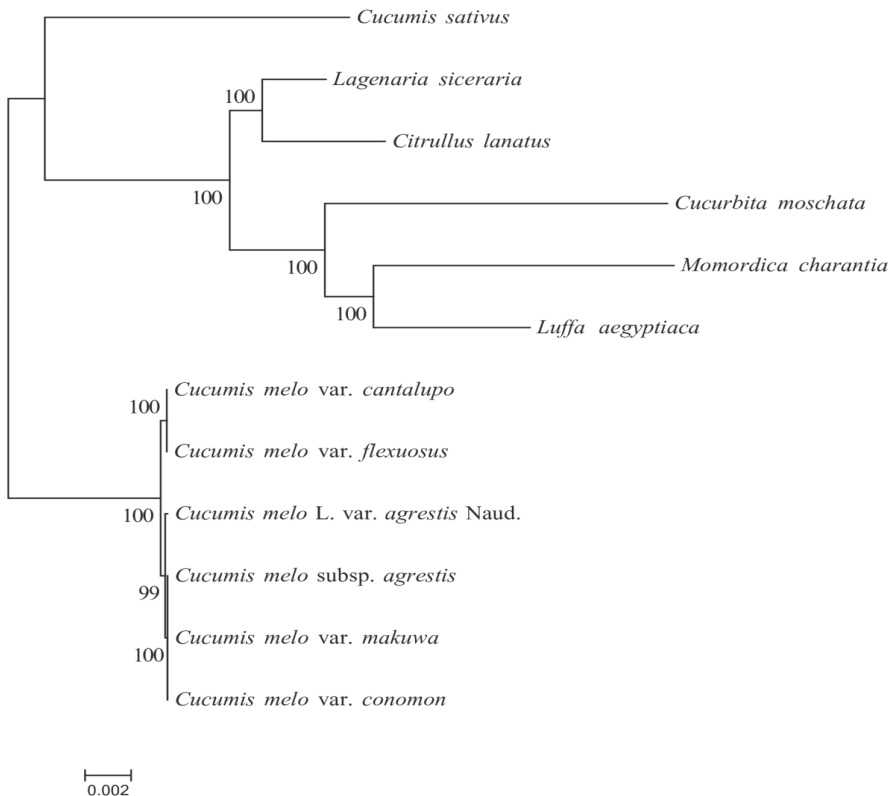 Cucumis sativus
Lagenaria siceraria
100
Citrullus lanatus
100
Cucurbita moschata
100
Momordica charantia
100
Luffa aegyptiaca
Cucumis melo var. cantalupo
100
Cucumis melo var. flexuosus
100
Cucumis melo L. var. agrestis Naud.
Cucumis melo subsp. agrestis
99
Cucumis melo var. makuwa
100
Cucumis melo var. conomon
0.002